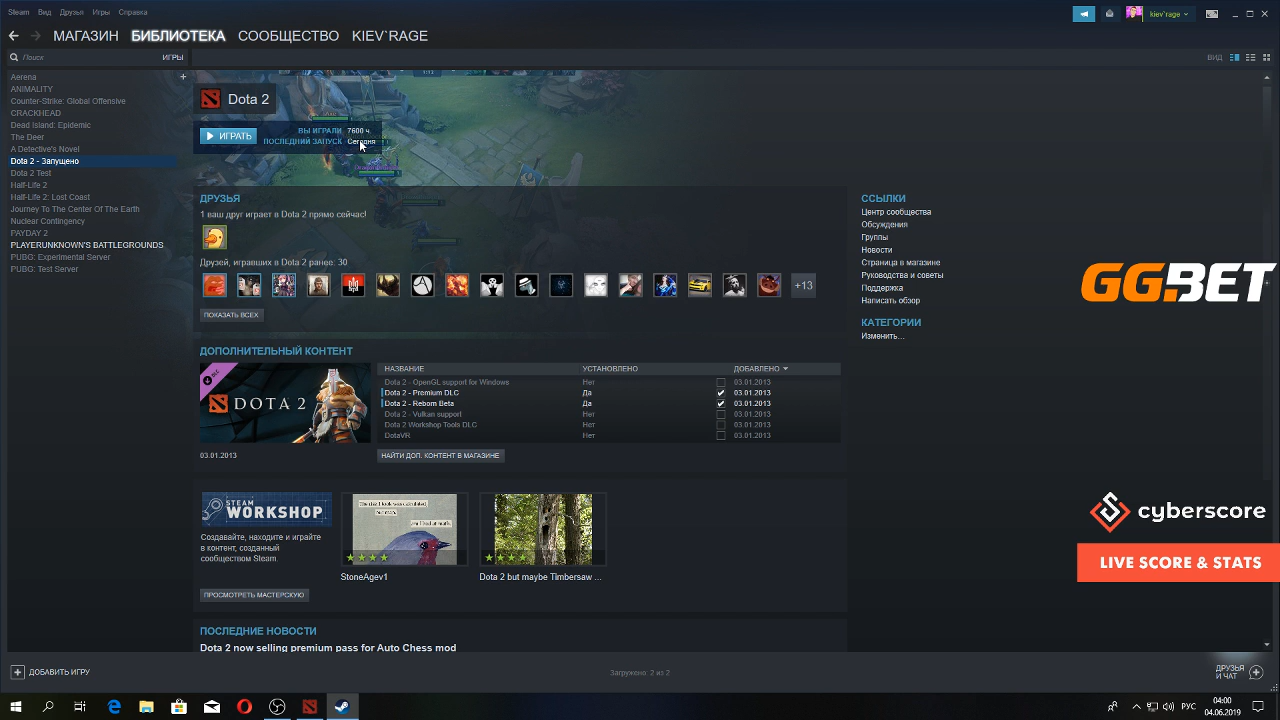 Steam Вид Друзья Игры Справка
kiev`rage
МАГАЗИН БИБЛИОТЕКА СООБЩЕСТВО KIEV`RAGE
Поиск ИГРЫ
ВИД
Aerena
ANIMALITY
Counter-Strike: Global Offensive
CRACKHEAD
Dead Island: Epidemic
The Deer
A Detective's Novel
Dota 2 - Запущено
Dota 2 Test
Half-Life 2
Half-Life 2: Lost Coast
Journey To The Center Of The Earth
Nuclear Contingency
PAYDAY 2
PLAYERUNKNOWN'S BATTLEGROUNDS
PUBG: Experimental Server
PUBG: Test Server
Dota 2
ИГРАТЬ
ВЫ ИГРАЛИ 7600 ч.
ПОСЛЕДНИЙ ЗАПУСК Сегодня
ДРУЗЬЯ
1 ваш друг играет в Dota 2 прямо сейчас!
Друзей, игравших в Dota 2 ранее: 30
+13
ПОКАЗАТЬ ВСЕХ
ССЫЛКИ
Центр сообщества
Обсуждения
Группы
Новости
Страница в магазине
Руководства и советы
Поддержка
Написать обзор
КАТЕГОРИИ
Изменить...
GG.BET
ДОПОЛНИТЕЛЬНЫЙ КОНТЕНТ
DLC
DOTA 2
03.01.2013
НАЗВАНИЕ УСТАНОВЛЕНО ДОБАВЛЕНО
Dota 2 - OpenGL support for Windows Нет 03.01.2013
Dota 2 - Premium DLC Да 03.01.2013
Dota 2 - Reborn Beta Да 03.01.2013
Dota 2 - Vulkan support Нет 03.01.2013
Dota 2 Workshop Tools DLC Нет 03.01.2013
DotaVR Нет 03.01.2013
НАЙТИ ДОП. КОНТЕНТ В МАГАЗИНЕ
STEAM
WORKSHOP
Создавайте, находите и играйте
в контент, созданный
сообществом Steam.
ПРОСМОТРЕТЬ МАСТЕРСКУЮ
StoneAgev1
Dota 2 but maybe Timbersaw ...
cyberscore
LIVE SCORE & STATS
ПОСЛЕДНИЕ НОВОСТИ
Dota 2 now selling premium pass for Auto Chess mod
ДОБАВИТЬ ИГРУ
Загружено: 2 из 2
ДРУЗЬЯ
И ЧАТ
РУС
04:00
04.06.2019